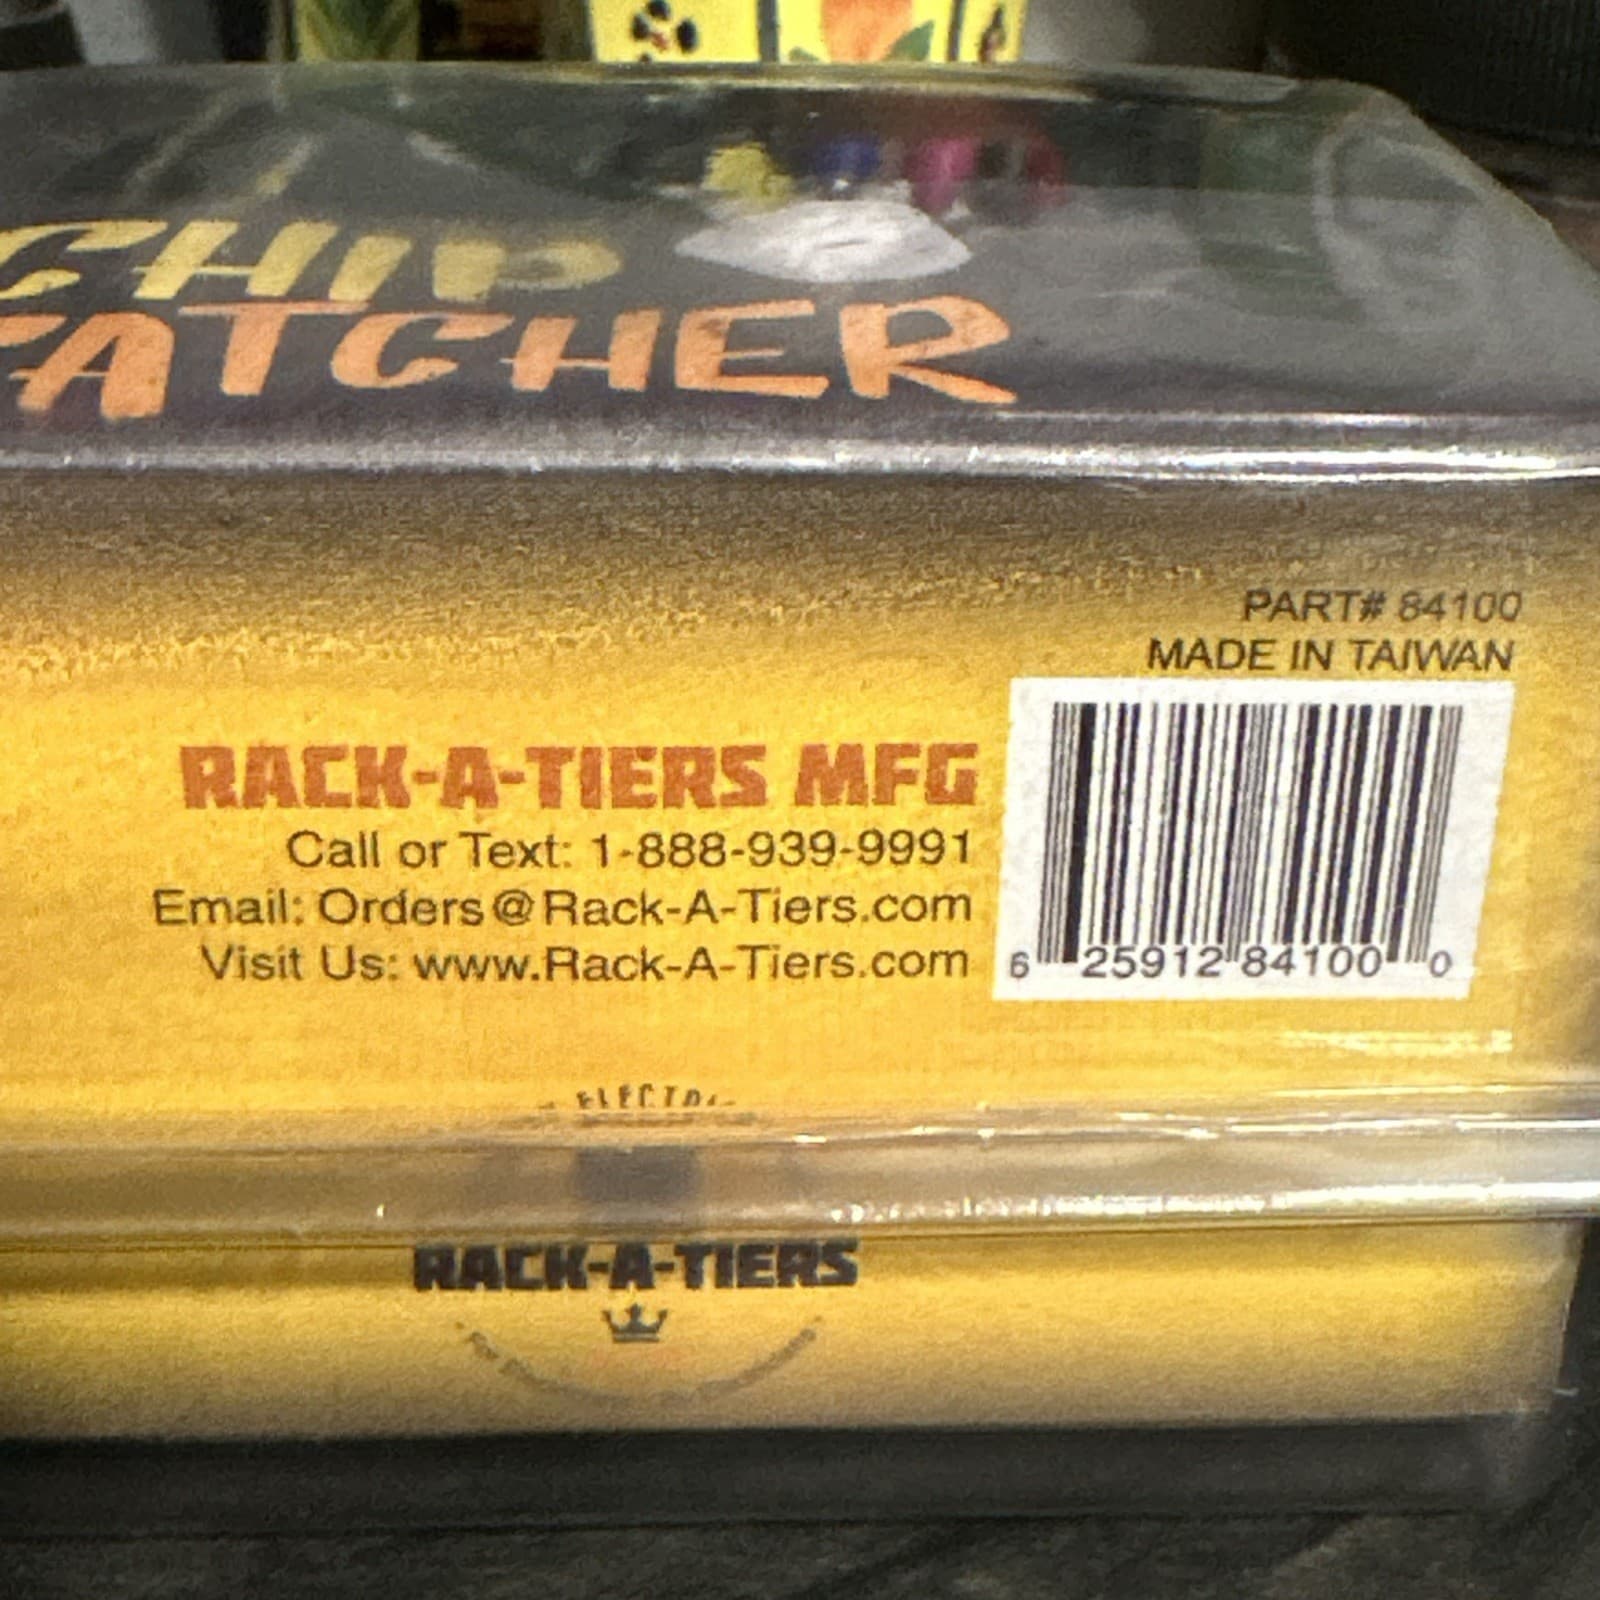 CHIP
CATCHER
PART# 84100
MADE IN TAIWAN
RACK-A-TIERS MFG
Call or Text: 1-888-939-9991
Email: Orders@Rack-A-Tiers.com
Visit Us: www.Rack-A-Tiers.com
6 25912 84100 0
RACK-A-TIERS